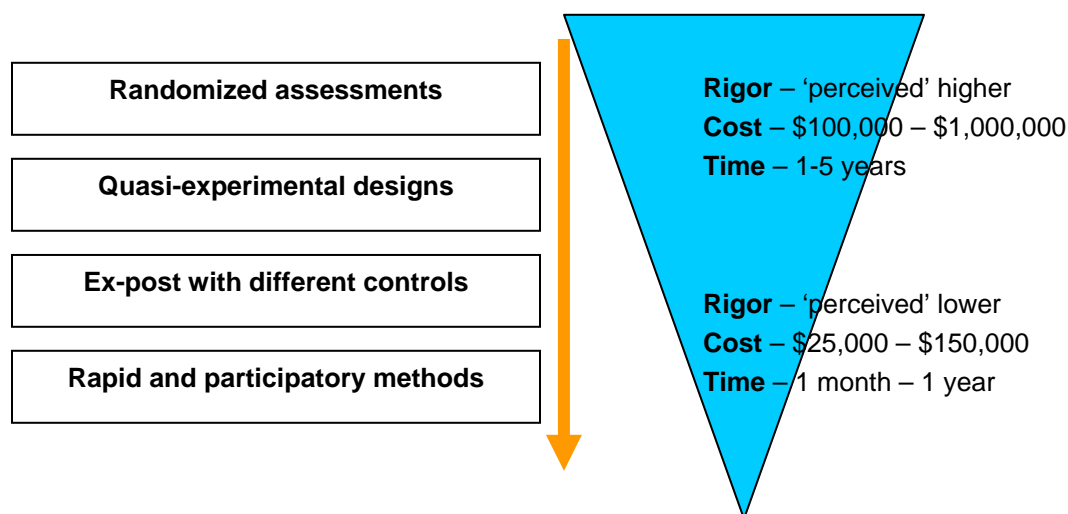 Randomized assessments
Quasi-experimental designs
Ex-post with different controls
Rapid and participatory methods
Rigor – ‘perceived’ higher
Cost – $100,000 – $1,000,000
Time – 1-5 years
Rigor – ‘perceived’ lower
Cost – $25,000 – $150,000
Time – 1 month – 1 year